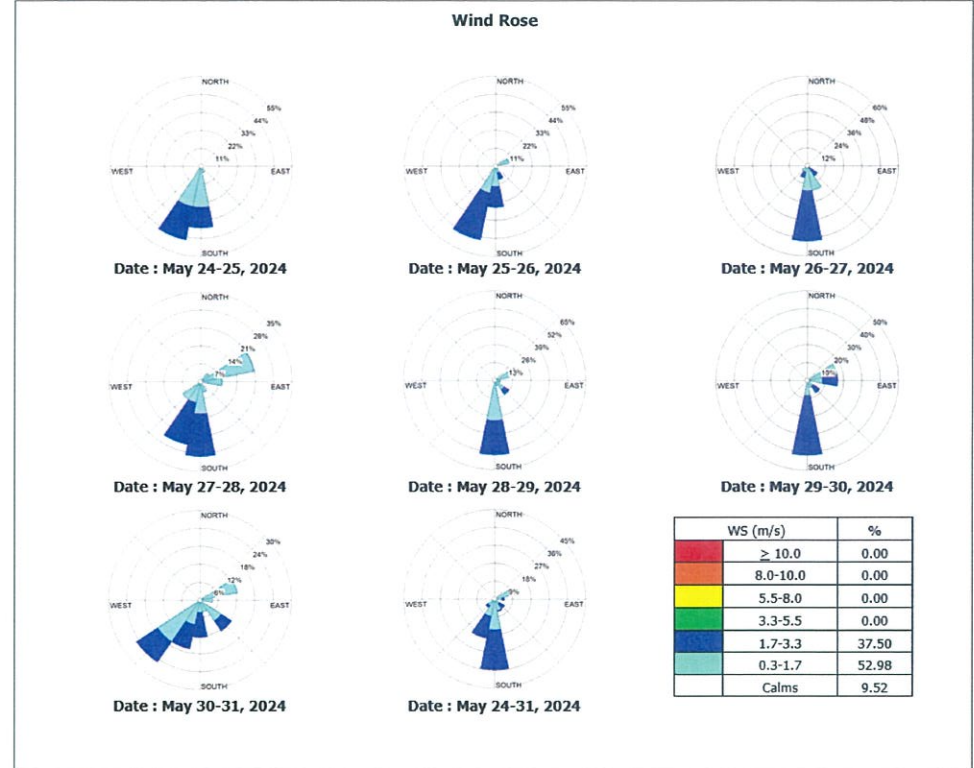 Wind Rose
NORTH
55%
44%
33%
22%
11%
WEST
EAST
SOUTH
Date : May 24-25, 2024
NORTH
55%
44%
33%
22%
11%
WEST
EAST
SOUTH
Date : May 25-26, 2024
NORTH
60%
48%
36%
24%
12%
WEST
EAST
SOUTH
Date : May 26-27, 2024
NORTH
35%
28%
21%
14%
7%
WEST
EAST
SOUTH
Date : May 27-28, 2024
NORTH
65%
52%
39%
26%
13%
WEST
EAST
SOUTH
Date : May 28-29, 2024
NORTH
50%
40%
30%
20%
10%
WEST
EAST
SOUTH
Date : May 29-30, 2024
NORTH
30%
24%
18%
12%
6%
WEST
EAST
SOUTH
Date : May 30-31, 2024
NORTH
45%
36%
27%
18%
9%
WEST
EAST
SOUTH
Date : May 24-31, 2024
WS (m/s) %
≥ 10.0 0.00
8.0-10.0 0.00
5.5-8.0 0.00
3.3-5.5 0.00
1.7-3.3 37.50
0.3-1.7 52.98
Calms 9.52